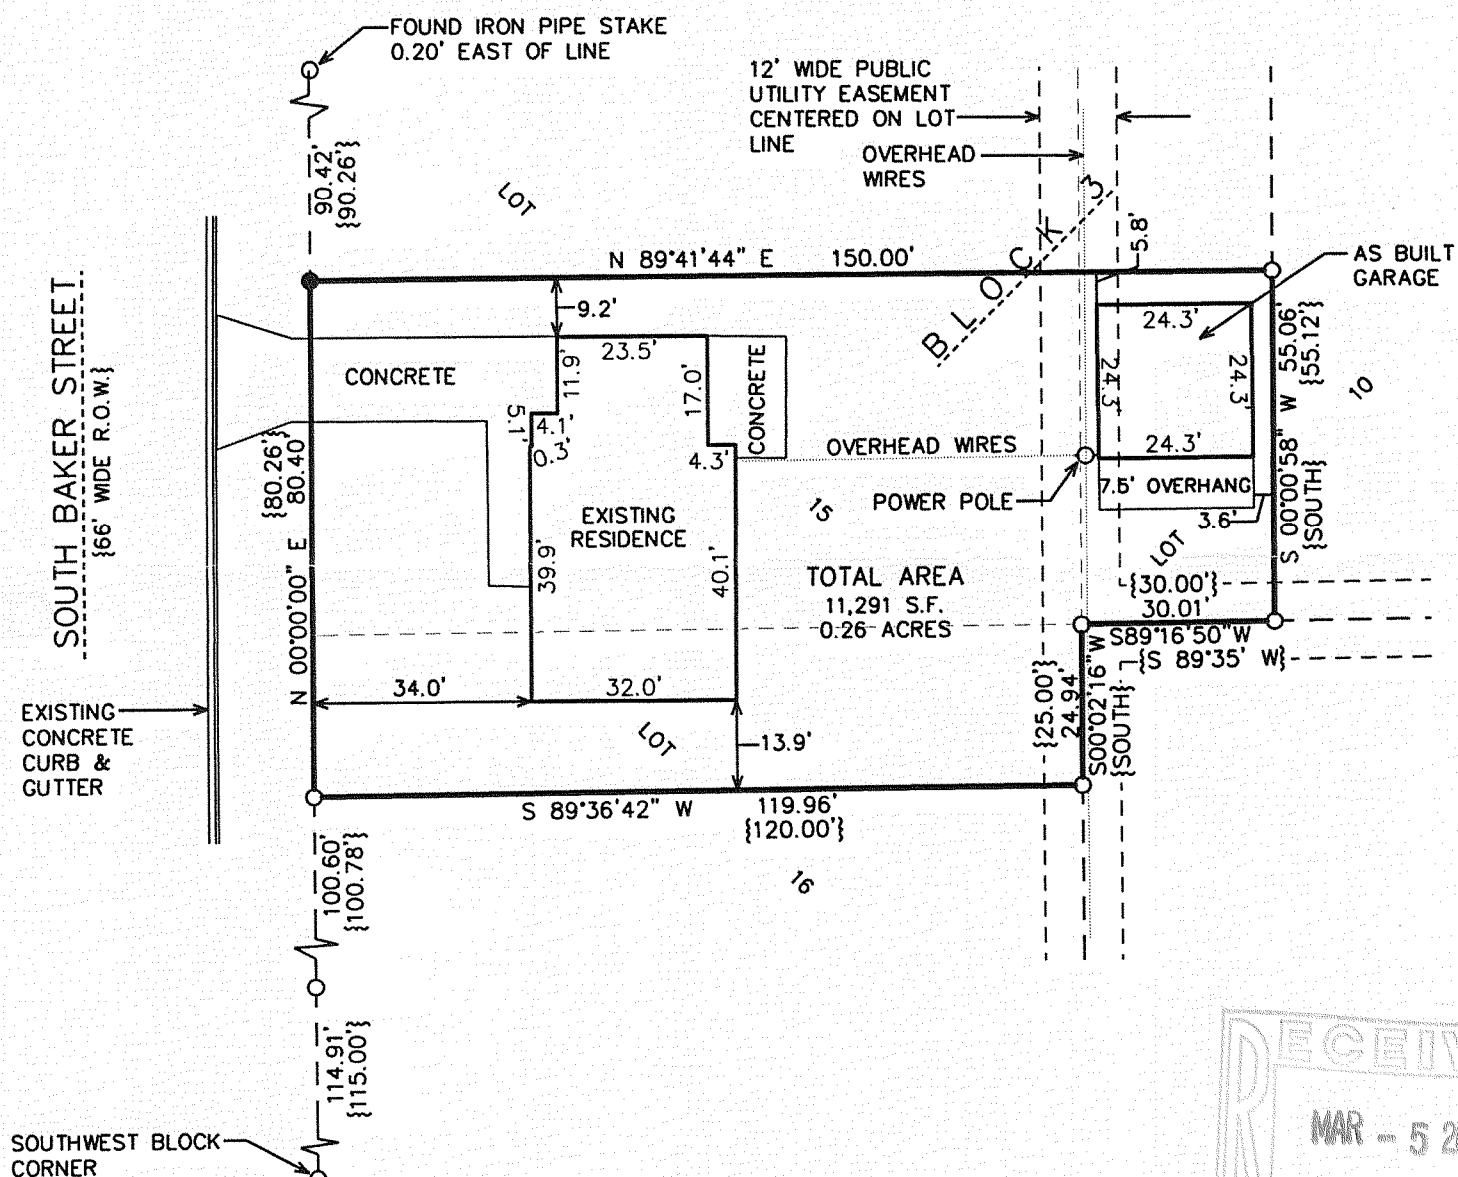 FOUND IRON PIPE STAKE
0.20' EAST OF LINE
12' WIDE PUBLIC
UTILITY EASEMENT
CENTERED ON LOT
LINE
OVERHEAD
WIRES
90.42'
{90.26'}
LOT
BLOCK 3
5.8'
AS BUILT
GARAGE
N 89°41'44" E 150.00'
9.2'
24.3'
24.3'
24.3'
24.3'
7.5' OVERHANG
3.6'
S 00°00'58" W 55.06'
{SOUTH} {55.12'}
10
LOT
SOUTH BAKER STREET
{66' WIDE R.O.W.}
CONCRETE
23.5'
11.9'
5.1'
4.1'
0.3'
17.0'
4.3'
CONCRETE
OVERHEAD WIRES
POWER POLE
15
EXISTING
RESIDENCE
39.9'
40.1'
{80.26'}
N 00°00'00" E 80.40'
TOTAL AREA
11,291 S.F.
0.26 ACRES
{30.00'}
30.01'
S89°16'50"W
{S 89°35' W}
34.0'
32.0'
13.9'
LOT
{25.00'}
24.94'
S00°02'16"W
{SOUTH}
EXISTING
CONCRETE
CURB &
GUTTER
S 89°36'42" W 119.96'
{120.00'}
16
100.60'
{100.78'}
114.91'
{115.00'}
SOUTHWEST BLOCK
CORNER
RECEIV
MAR - 5 2